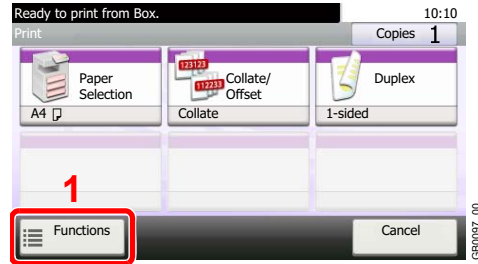 Ready to print from Box.
10:10
Print
Copies 1
123123
112233
Paper
Selection
Collate/
Offset
Duplex
A4
Collate
1-sided
1
Functions
Cancel
GB0097_00